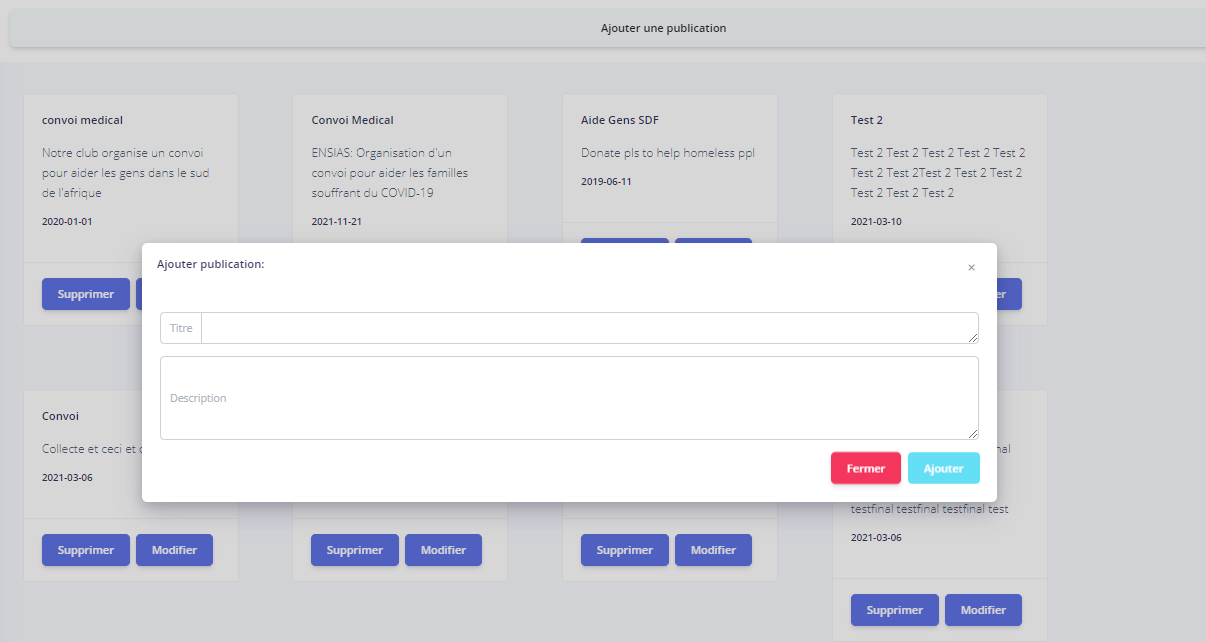 Ajouter une publication
convoi medical
Notre club organise un convoi
pour aider les gens dans le sud
de l'afrique
2020-01-01
Supprimer
Convoi Medical
ENSIAS: Organisation d'un
convoi pour aider les familles
souffrant du COVID-19
2021-11-21
Aide Gens SDF
Donate pls to help homeless ppl
2019-06-11
Test 2
Test 2 Test 2 Test 2 Test 2 Test 2
Test 2 Test 2Test 2 Test 2 Test 2
Test 2 Test 2 Test 2
2021-03-10
er
Ajouter publication:
×
Titre
Description
Fermer
Ajouter
Convoi
Collecte et ceci et
2021-03-06
Supprimer
Modifier
Supprimer
Modifier
Supprimer
Modifier
nal
testfinal testfinal testfinal test
2021-03-06
Supprimer
Modifier